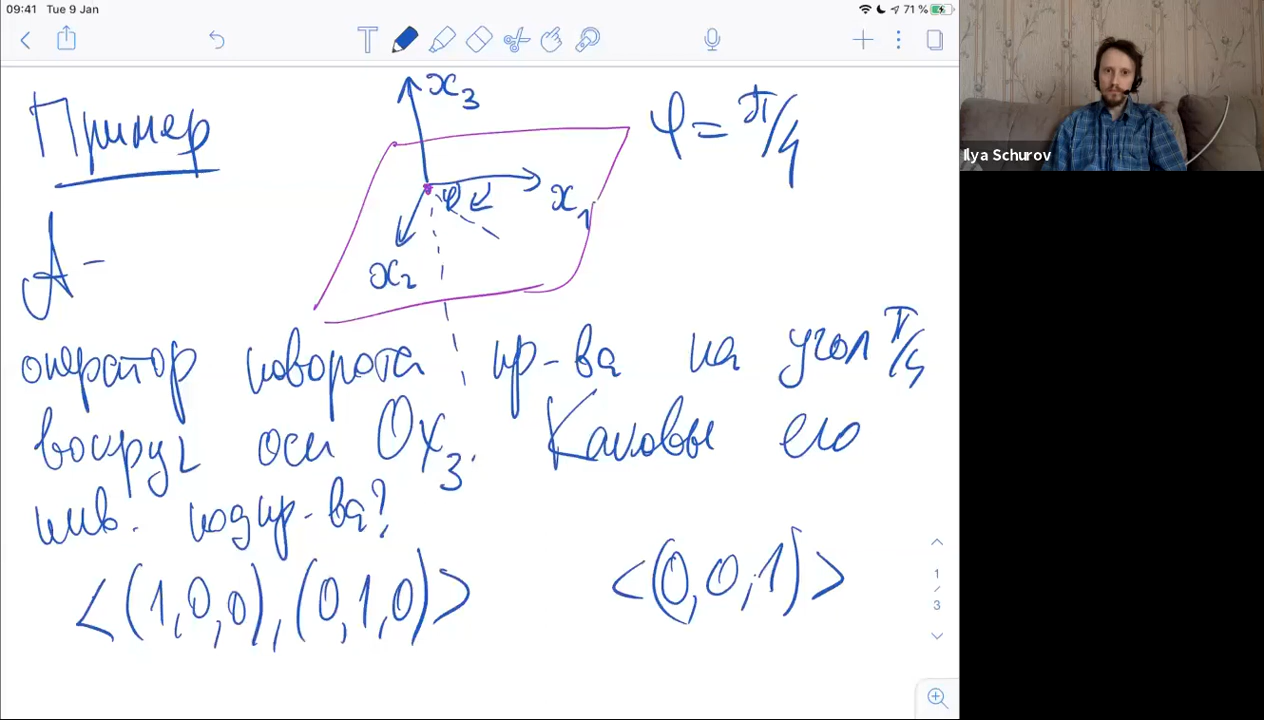 09:41 Tue 9 Jan
71 %
T
Пример
x₃
φ = π/4
φ
x₁
x₂
A -
оператор поворота пр-ва на угол π/4
вокруг оси Ox₃. Каковы его
инв. подпр-ва?
<(1,0,0),(0,1,0)>
<(0,0,1)>
1
/
3
Ilya Schurov